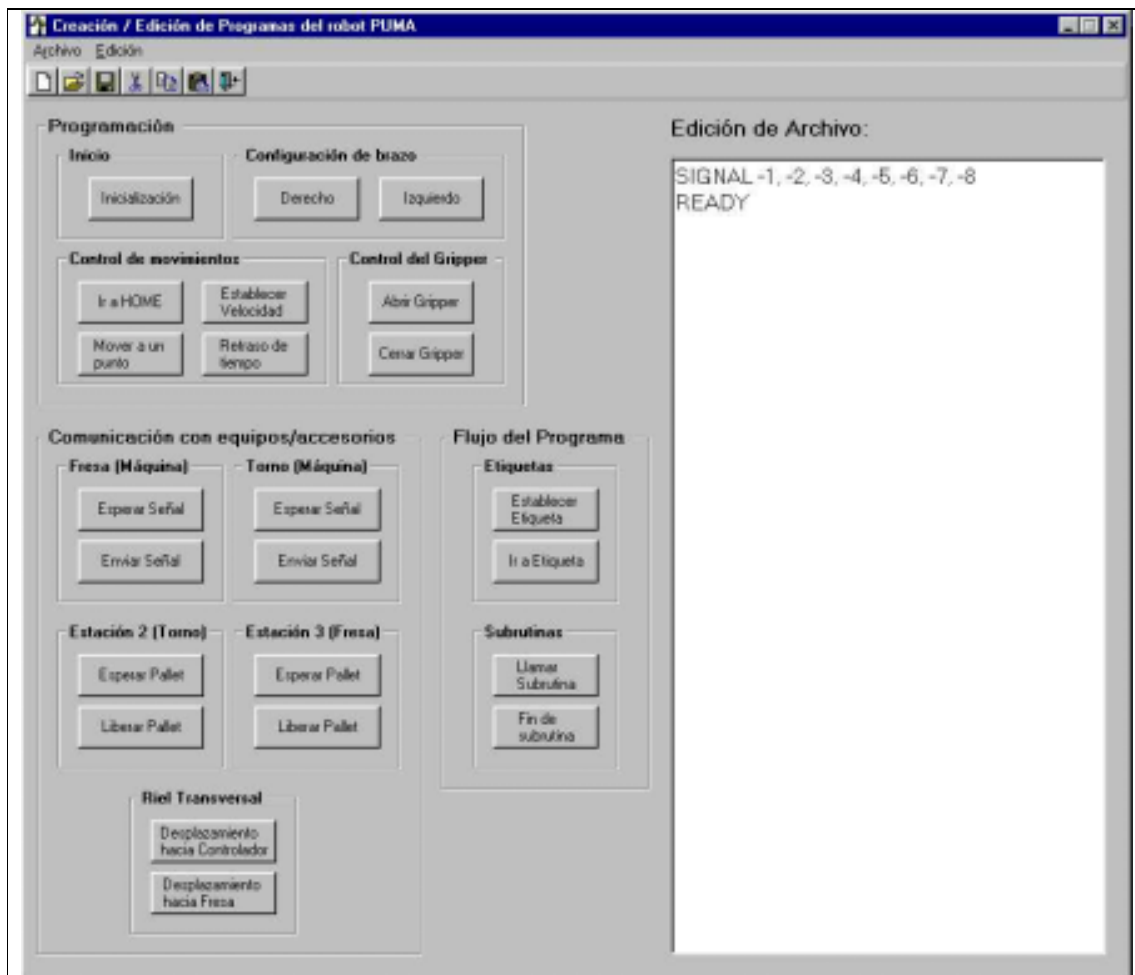 Creación / Edición de Programas del robot PUMA
Archivo Edición
Programación
Inicio
Inicialización
Configuración de brazo
Derecho
Izquierdo
Control de movimientos
Ir a HOME
Establecer
Velocidad
Mover a un
punto
Retraso de
tiempo
Control del Gripper
Abrir Gripper
Cerrar Gripper
Comunicación con equipos/accesorios
Fresa (Máquina)
Esperar Señal
Enviar Señal
Torno (Máquina)
Esperar Señal
Enviar Señal
Estación 2 (Torno)
Esperar Pallet
Liberar Pallet
Estación 3 (Fresa)
Esperar Pallet
Liberar Pallet
Riel Transversal
Desplazamiento
hacia Controlador
Desplazamiento
hacia Fresa
Flujo del Programa
Etiquetas
Establecer
Etiqueta
Ir a Etiqueta
Subrutinas
Llamar
Subrutina
Fin de
subrutina
Edición de Archivo:
SIGNAL -1, -2, -3, -4, -5, -6, -7, -8
READY